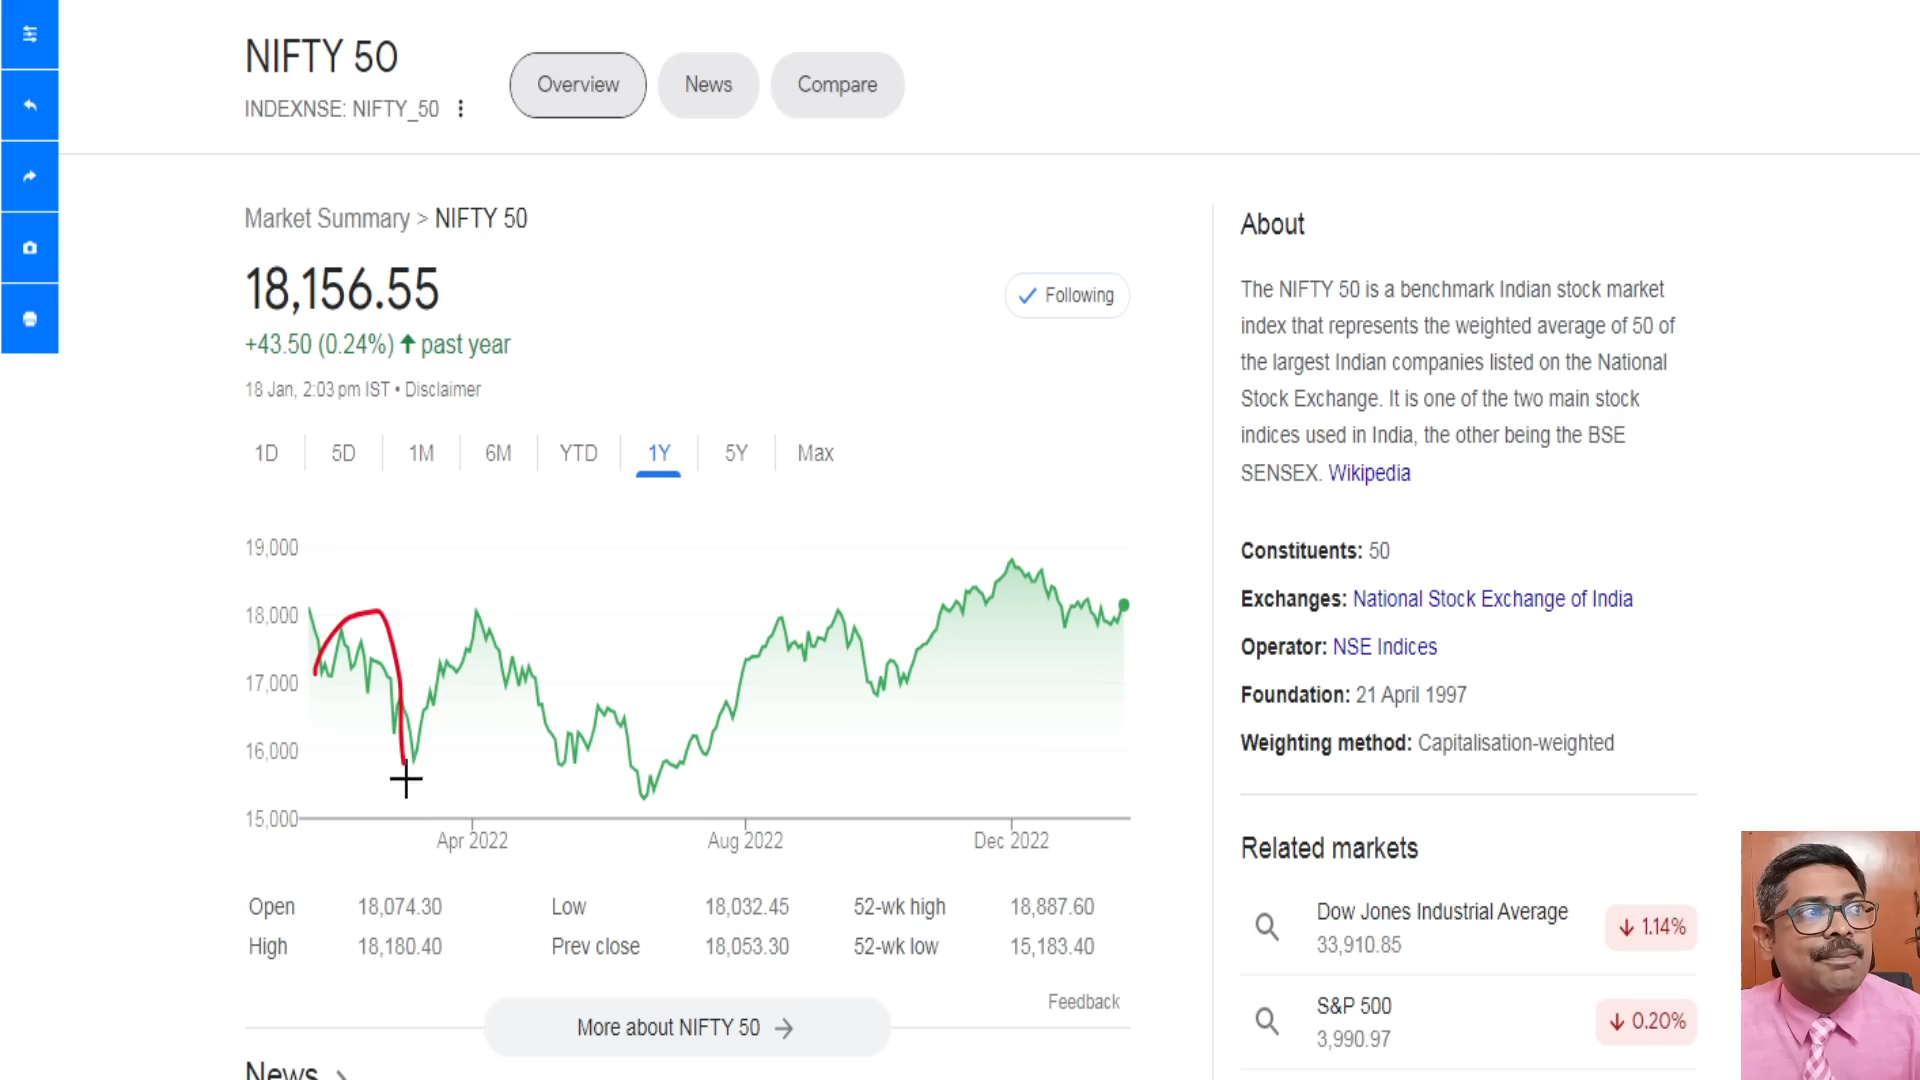 NIFTY 50
INDEXNSE: NIFTY_50
Overview
News
Compare
Market Summary > NIFTY 50
18,156.55
+43.50 (0.24%) ↑ past year
18 Jan, 2:03 pm IST • Disclaimer
Following
1D 5D 1M 6M YTD 1Y 5Y Max
19,000
18,000
17,000
16,000
15,000
Apr 2022 Aug 2022 Dec 2022
Open 18,074.30 Low 18,032.45 52-wk high 18,887.60
High 18,180.40 Prev close 18,053.30 52-wk low 15,183.40
Feedback
More about NIFTY 50 →
News
About
The NIFTY 50 is a benchmark Indian stock market
index that represents the weighted average of 50 of
the largest Indian companies listed on the National
Stock Exchange. It is one of the two main stock
indices used in India, the other being the BSE
SENSEX. Wikipedia
Constituents: 50
Exchanges: National Stock Exchange of India
Operator: NSE Indices
Foundation: 21 April 1997
Weighting method: Capitalisation-weighted
Related markets
Dow Jones Industrial Average
33,910.85
↓ 1.14%
S&P 500
3,990.97
↓ 0.20%